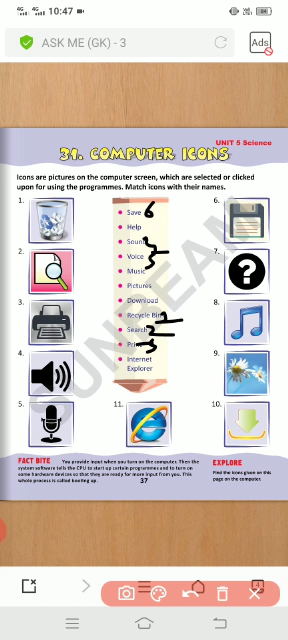 4G 4G 10:47
84
ASK ME (GK) - 3
Ads
UNIT 5 Science
31. COMPUTER ICONS
Icons are pictures on the computer screen, which are selected or clicked
upon for using the programmes. Match icons with their names.
1.
2.
3.
4.
5.
Save 6
Help
Sound
Voice
Music
Pictures
Download
Recycle Bin
Search
Print
Internet
Explorer
6.
7.
8.
9.
10.
11.
SUNBEAM
FACT BITE You provide input when you turn on the computer. Then the
system software tells the CPU to start up certain programmes and to turn on
some hardware devices so that they are ready for more input from you. This
whole process is called booting up.
37
EXPLORE
Find the icons given on this
page on the computer.